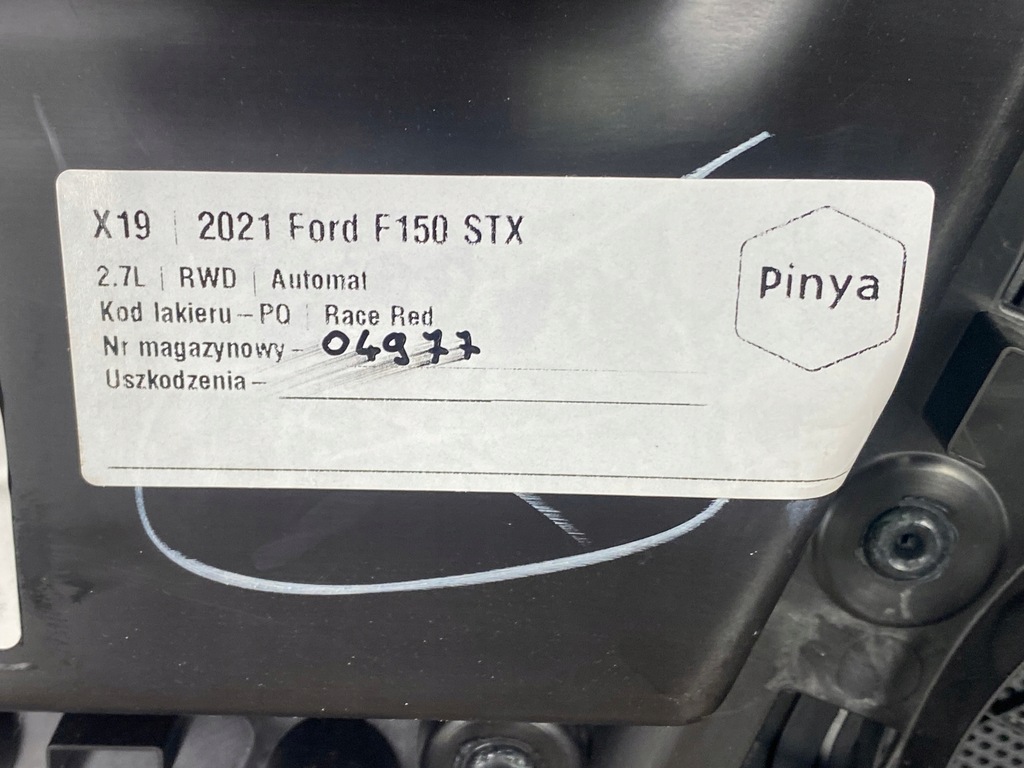 X19 | 2021 Ford F150 STX
2.7L | RWD | Automat
Kod lakieru – PQ | Race Red
Nr magazynowy - 04977
Uszkodzenia –
Pinya